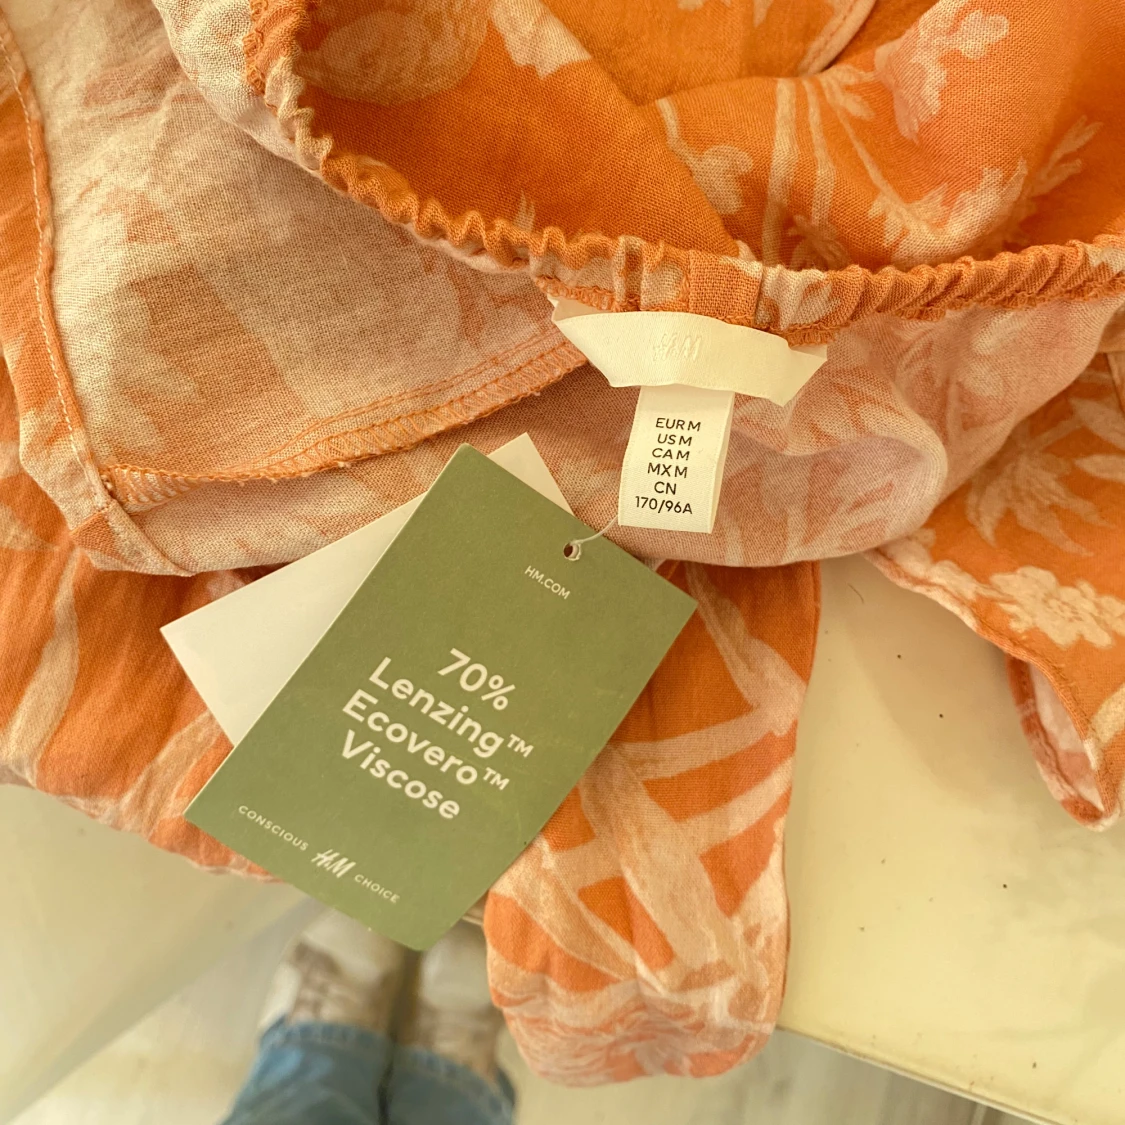 H&M
EUR M
US M
CA M
MX M
CN
170/96A
HM.COM
70%
Lenzing™
Ecovero™
Viscose
CONSCIOUS H&M CHOICE